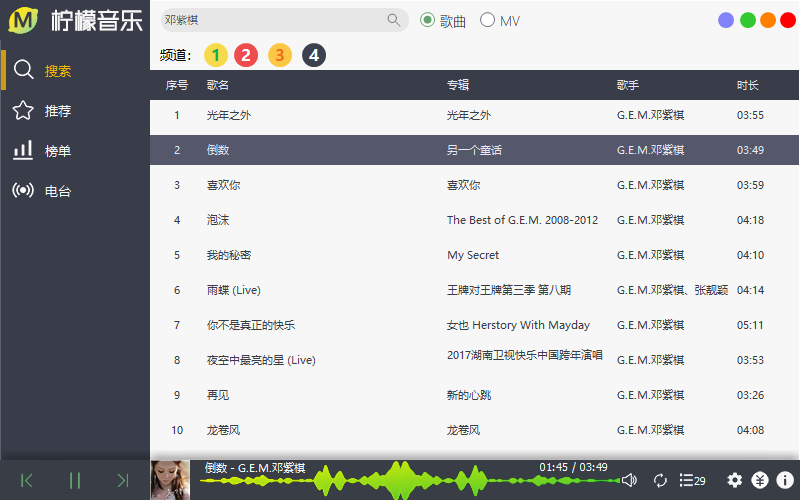 M 柠檬音乐
邓紫棋
歌曲 MV
频道: 1 2 3 4
搜索
推荐
榜单
电台
序号 歌名 专辑 歌手 时长
1 光年之外 光年之外 G.E.M.邓紫棋 03:55
2 倒数 另一个童话 G.E.M.邓紫棋 03:49
3 喜欢你 喜欢你 G.E.M.邓紫棋 03:59
4 泡沫 The Best of G.E.M. 2008-2012 G.E.M.邓紫棋 04:18
5 我的秘密 My Secret G.E.M.邓紫棋 04:10
6 雨蝶 (Live) 王牌对王牌第三季 第八期 G.E.M.邓紫棋、张靓颖 04:14
7 你不是真正的快乐 女也 Herstory With Mayday G.E.M.邓紫棋 05:11
8 夜空中最亮的星 (Live) 2017湖南卫视快乐中国跨年演唱 G.E.M.邓紫棋 03:53
9 再见 新的心跳 G.E.M.邓紫棋 03:26
10 龙卷风 龙卷风 G.E.M.邓紫棋 04:08
倒数 - G.E.M.邓紫棋 01:45 / 03:49
29